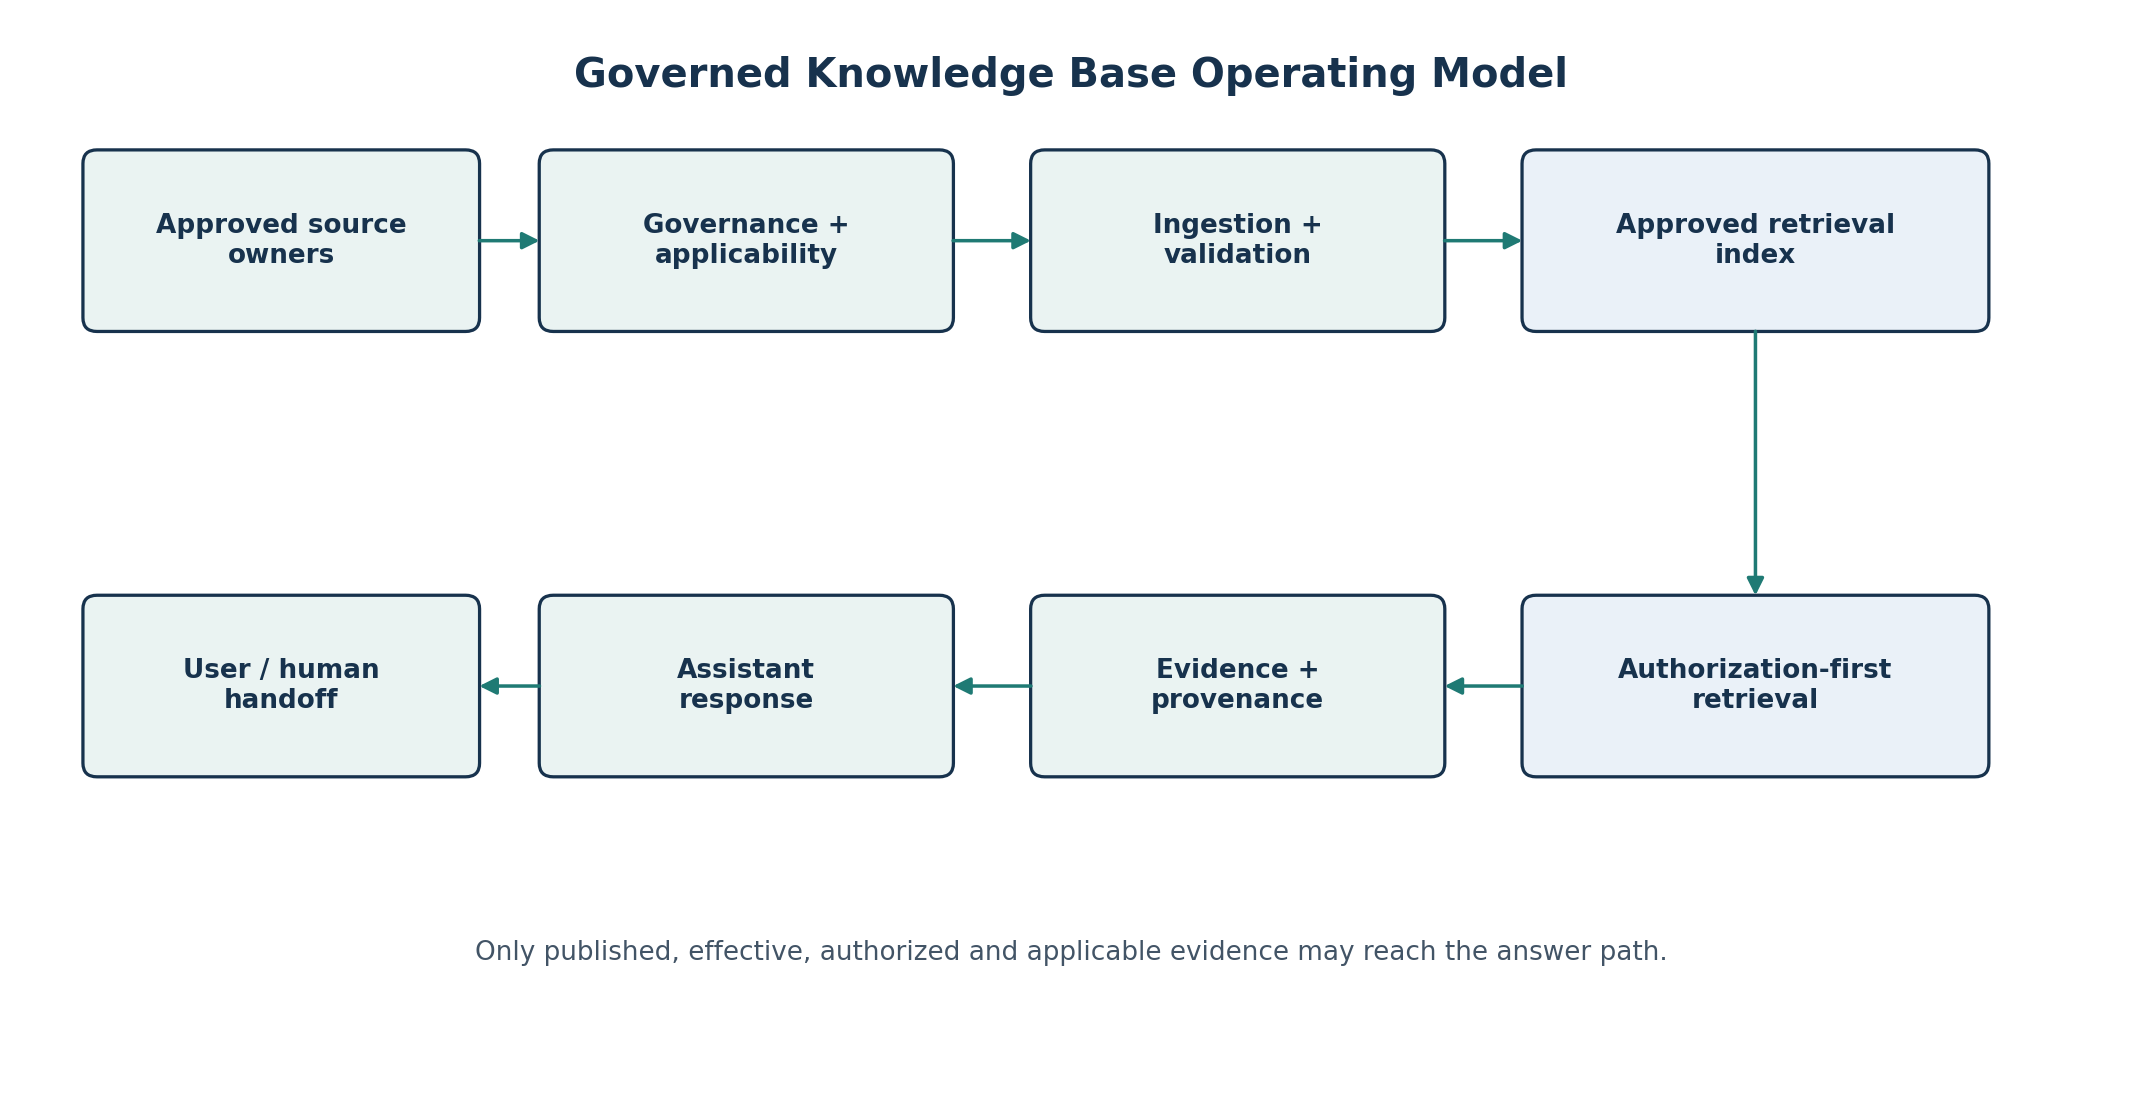 Governed Knowledge Base Operating Model
Approved source
owners
Governance +
applicability
Ingestion +
validation
Approved retrieval
index
User / human
handoff
Assistant
response
Evidence +
provenance
Authorization-first
retrieval
Only published, effective, authorized and applicable evidence may reach the answer path.